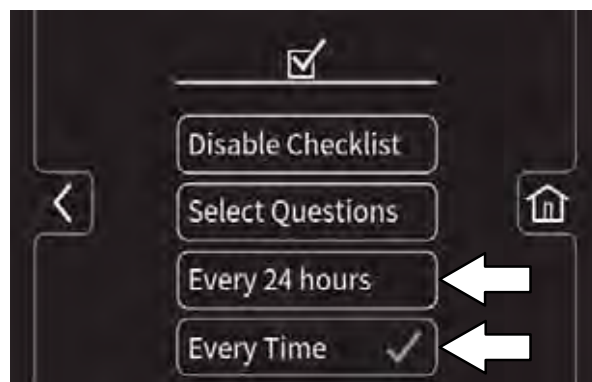 Disable Checklist
Select Questions
Every 24 hours
Every Time